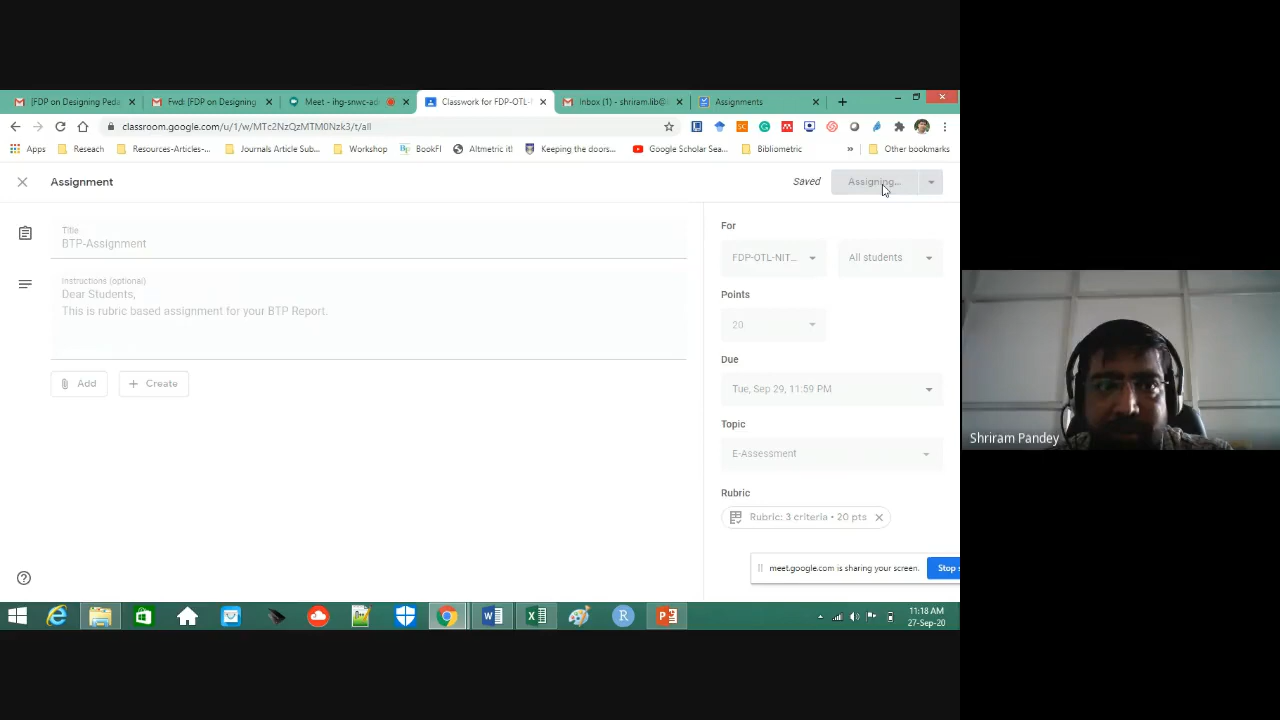 [FDP on Designing Peda
Fwd: [FDP on Designing
Meet - ihg-snwc-ad
Classwork for FDP-OTL-
Inbox (1) - shriram.lib@
Assignments
classroom.google.com/u/1/w/MTc2NzQzMTM0Nzk3/t/all
Apps
Reseach
Resources-Articles-...
Journals Article Sub...
Workshop
BookFI
Altmetric it!
Keeping the doors...
Google Scholar Sea...
Bibliometric
»
Other bookmarks
Assignment
Saved
Assigning...
Title
BTP-Assignment
Instructions (optional)
Dear Students,
This is rubric based assignment for your BTP Report.
Add
Create
For
FDP-OTL-NIT...
All students
Points
20
Due
Tue, Sep 29, 11:59 PM
Topic
E-Assessment
Rubric
Rubric: 3 criteria • 20 pts
meet.google.com is sharing your screen.
Stop s
11:18 AM
27-Sep-20
Shriram Pandey